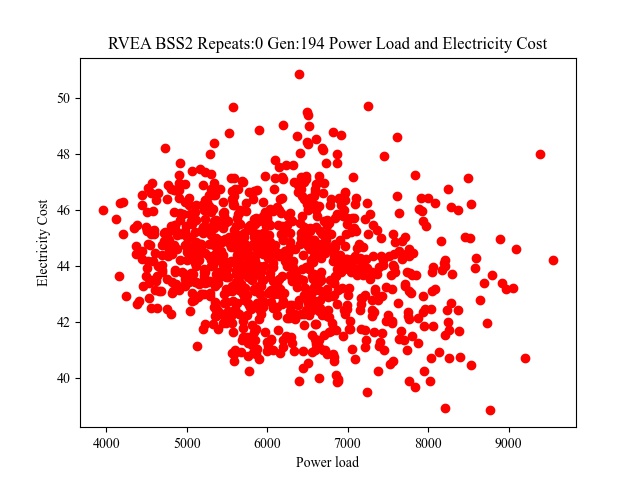 RVEA BSS2 Repeats:0 Gen:194 Power Load and Electricity Cost
50
48
46
44
42
40
Electricity Cost
4000 5000 6000 7000 8000 9000
Power load